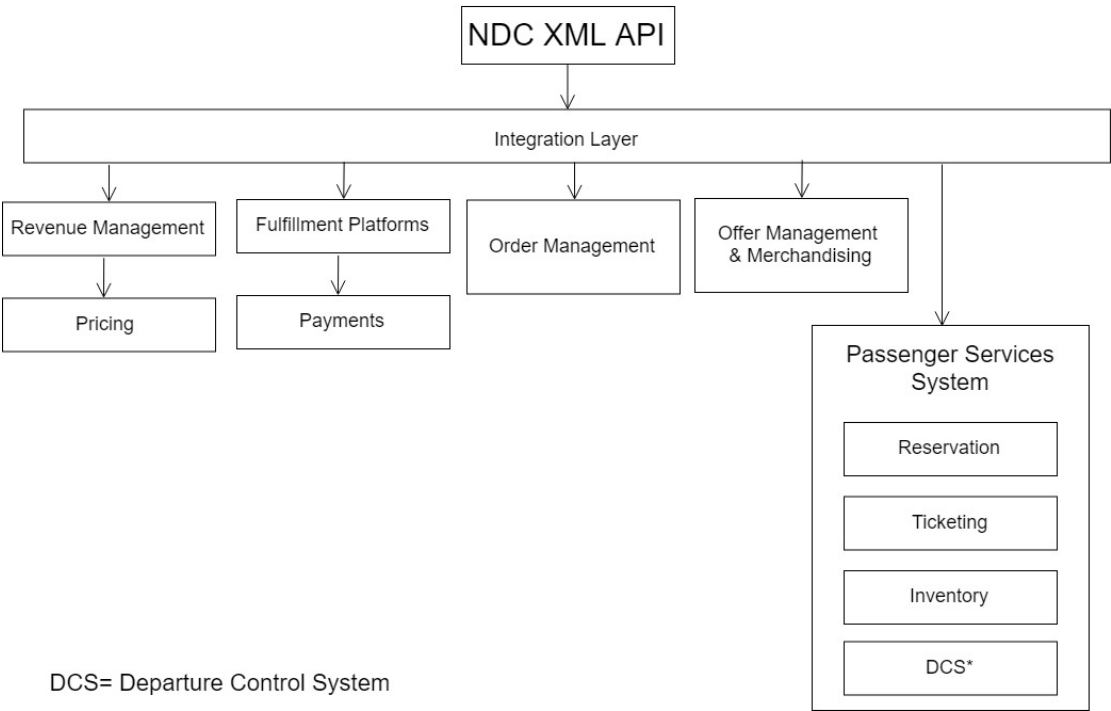 NDC XML API
Integration Layer
Revenue Management
Fulfillment Platforms
Order Management
Offer Management
& Merchandising
Pricing
Payments
Passenger Services
System
Reservation
Ticketing
Inventory
DCS*
DCS= Departure Control System